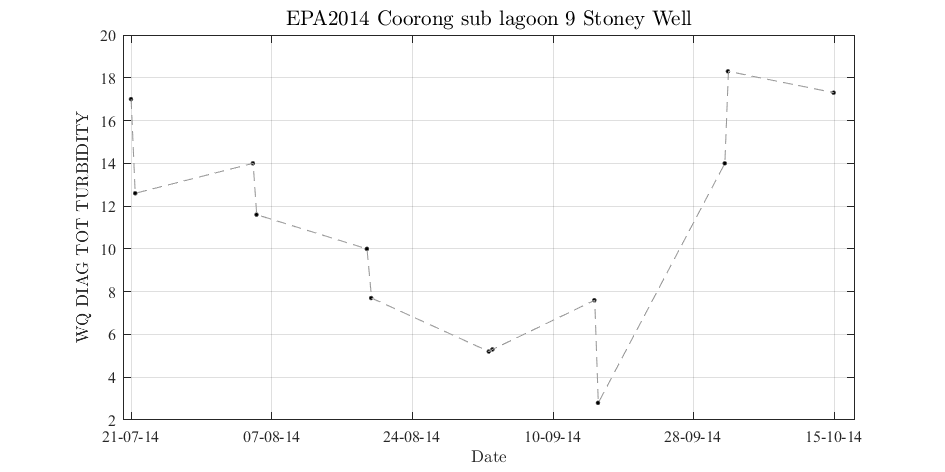 EPA2014 Coorong sub lagoon 9 Stoney Well
20
18
16
14
12
10
8
6
4
2
WQ DIAG TOT TURBIDITY
21-07-14 07-08-14 24-08-14 10-09-14 28-09-14 15-10-14
Date